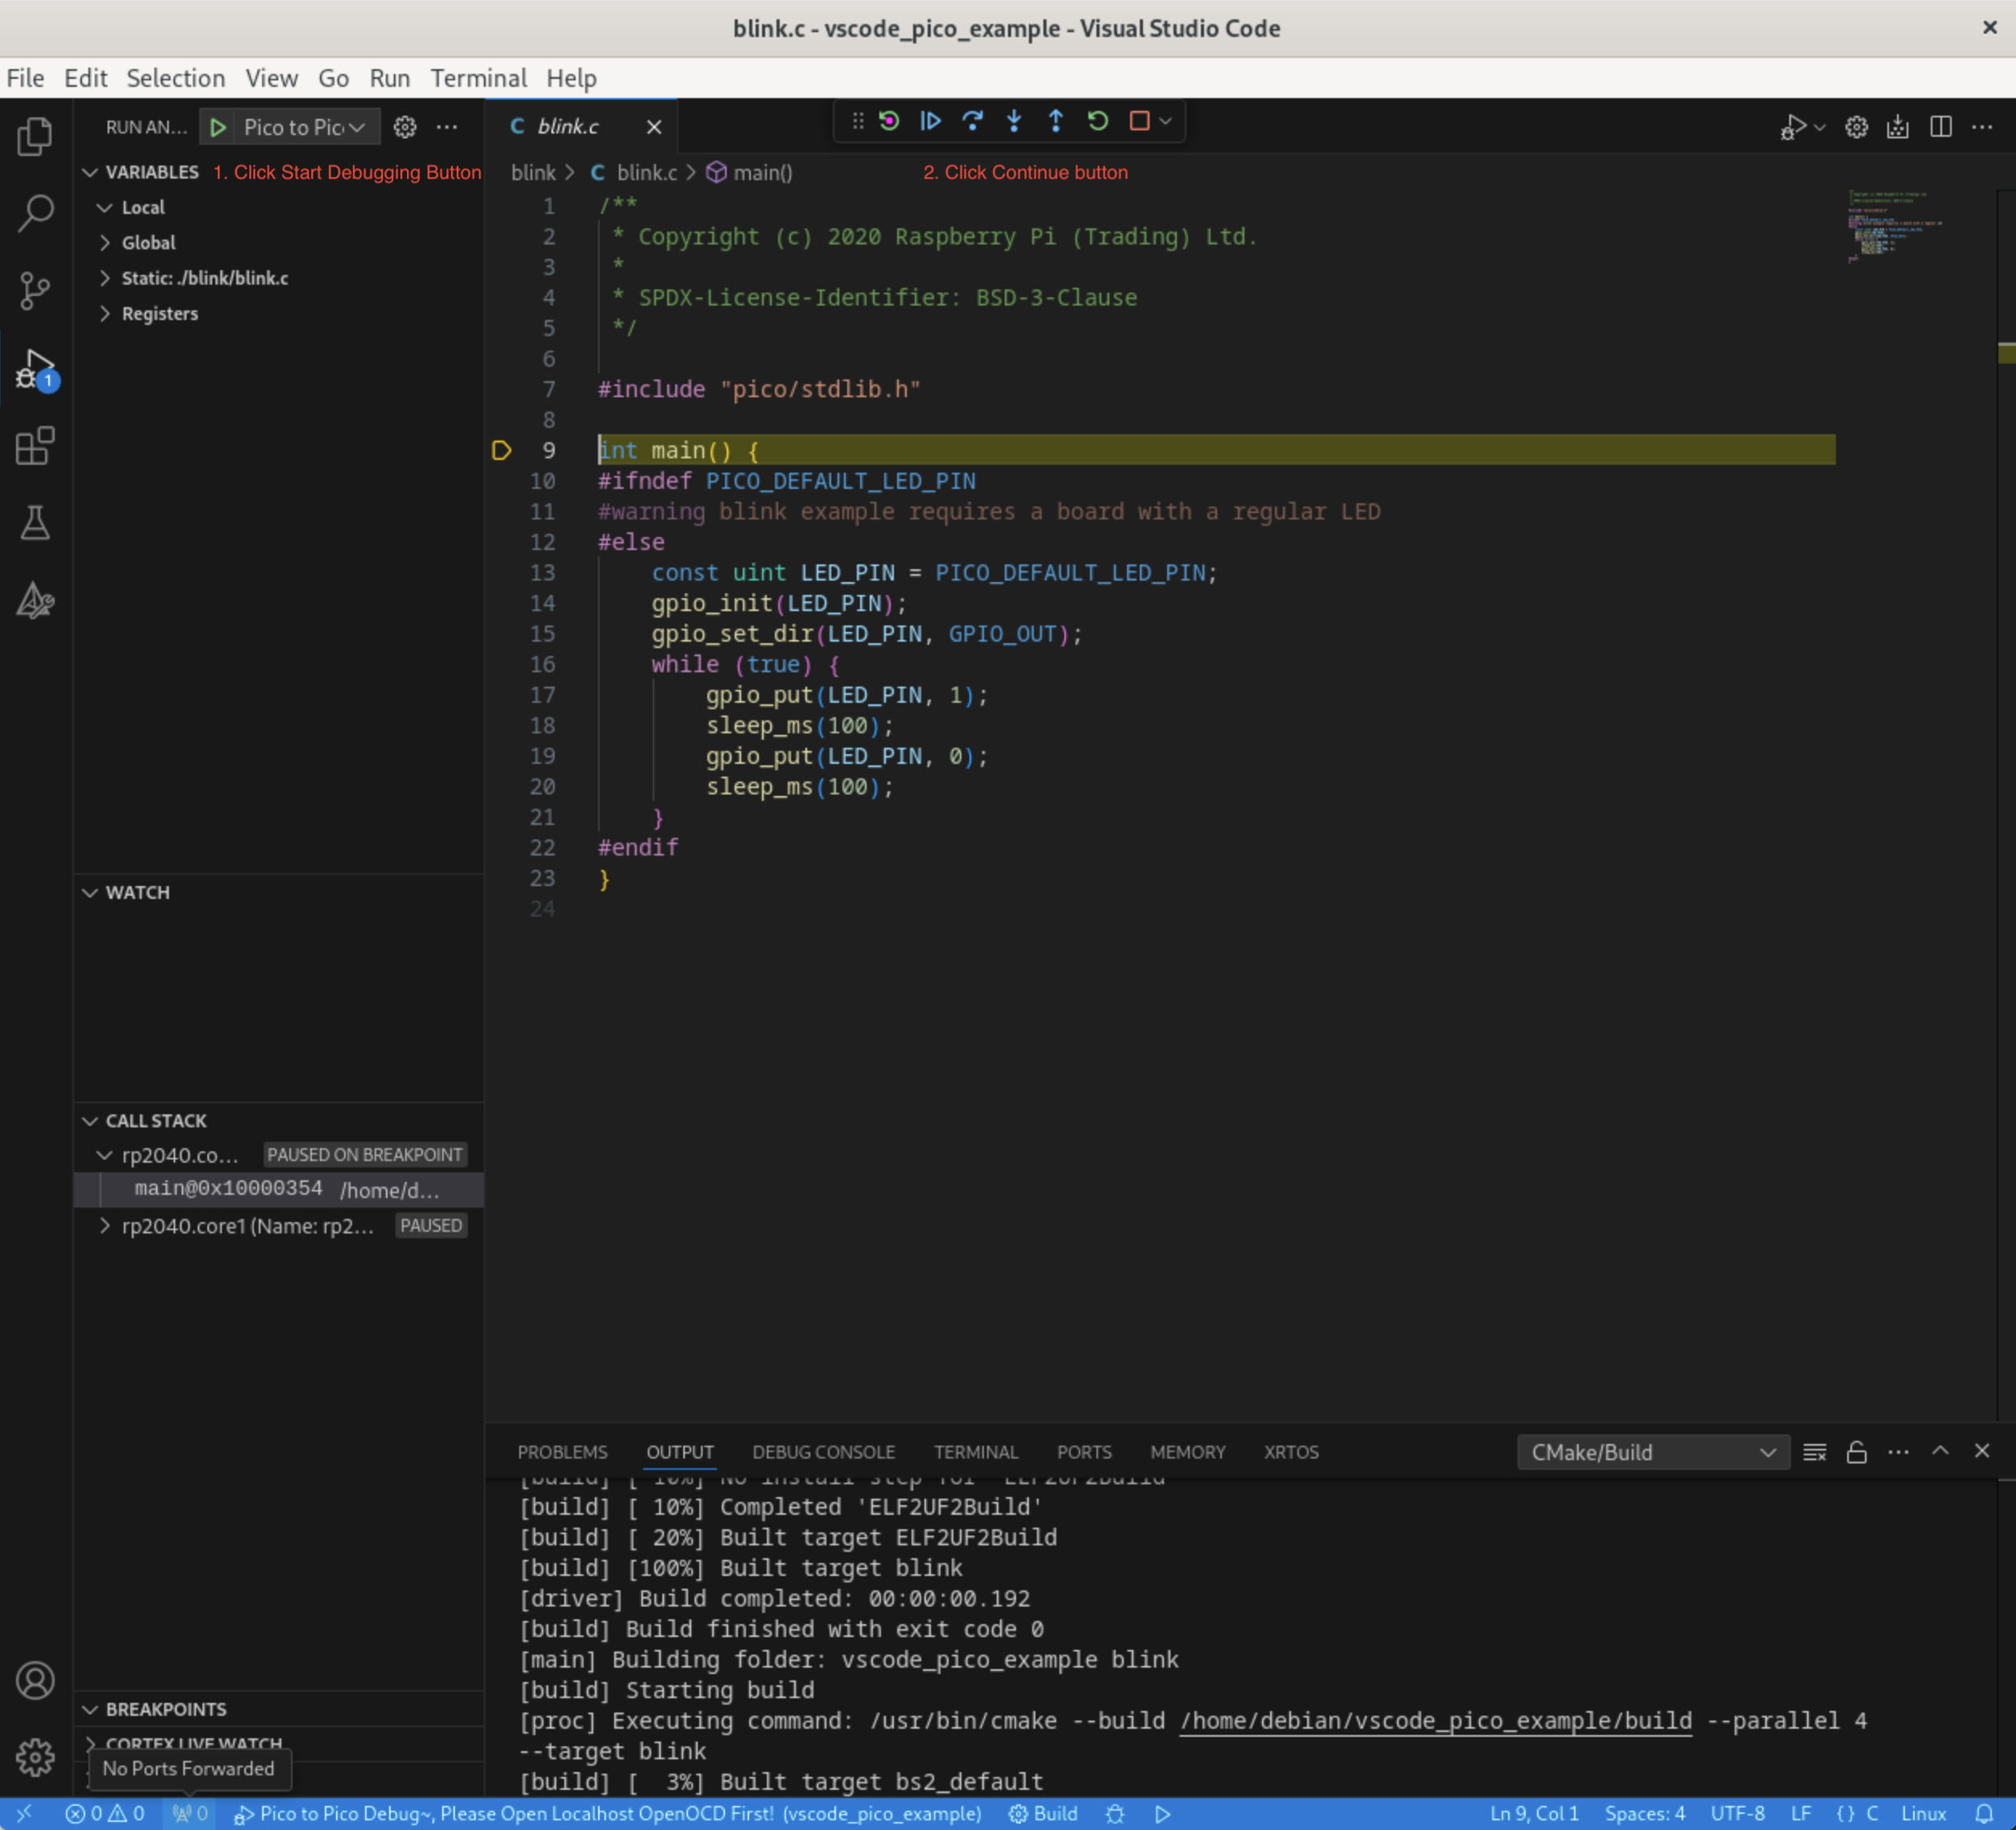 blink.c - vscode_pico_example - Visual Studio Code
File Edit Selection View Go Run Terminal Help
RUN AN... Pico to Pic
VARIABLES 1. Click Start Debugging Button
Local
Global
Static: ./blink/blink.c
Registers
WATCH
CALL STACK
rp2040.co... PAUSED ON BREAKPOINT
main@0x10000354 /home/d...
rp2040.core1 (Name: rp2... PAUSED
BREAKPOINTS
CORTEX LIVE WATCH
No Ports Forwarded
1
C blink.c
blink > C blink.c > main() 2. Click Continue button
1 /**
2 * Copyright (c) 2020 Raspberry Pi (Trading) Ltd.
3 *
4 * SPDX-License-Identifier: BSD-3-Clause
5 */
6
7 #include "pico/stdlib.h"
8
9 int main() {
10 #ifndef PICO_DEFAULT_LED_PIN
11 #warning blink example requires a board with a regular LED
12 #else
13 const uint LED_PIN = PICO_DEFAULT_LED_PIN;
14 gpio_init(LED_PIN);
15 gpio_set_dir(LED_PIN, GPIO_OUT);
16 while (true) {
17 gpio_put(LED_PIN, 1);
18 sleep_ms(100);
19 gpio_put(LED_PIN, 0);
20 sleep_ms(100);
21 }
22 #endif
23 }
24
PROBLEMS OUTPUT DEBUG CONSOLE TERMINAL PORTS MEMORY XRTOS CMake/Build
[build] [ 10%] No install step for 'ELF2UF2Build'
[build] [ 10%] Completed 'ELF2UF2Build'
[build] [ 20%] Built target ELF2UF2Build
[build] [100%] Built target blink
[driver] Build completed: 00:00:00.192
[build] Build finished with exit code 0
[main] Building folder: vscode_pico_example blink
[build] Starting build
[proc] Executing command: /usr/bin/cmake --build /home/debian/vscode_pico_example/build --parallel 4
--target blink
[build] [ 3%] Built target bs2_default
0 0 0 Pico to Pico Debug~, Please Open Localhost OpenOCD First! (vscode_pico_example) Build Ln 9, Col 1 Spaces: 4 UTF-8 LF {} C Linux